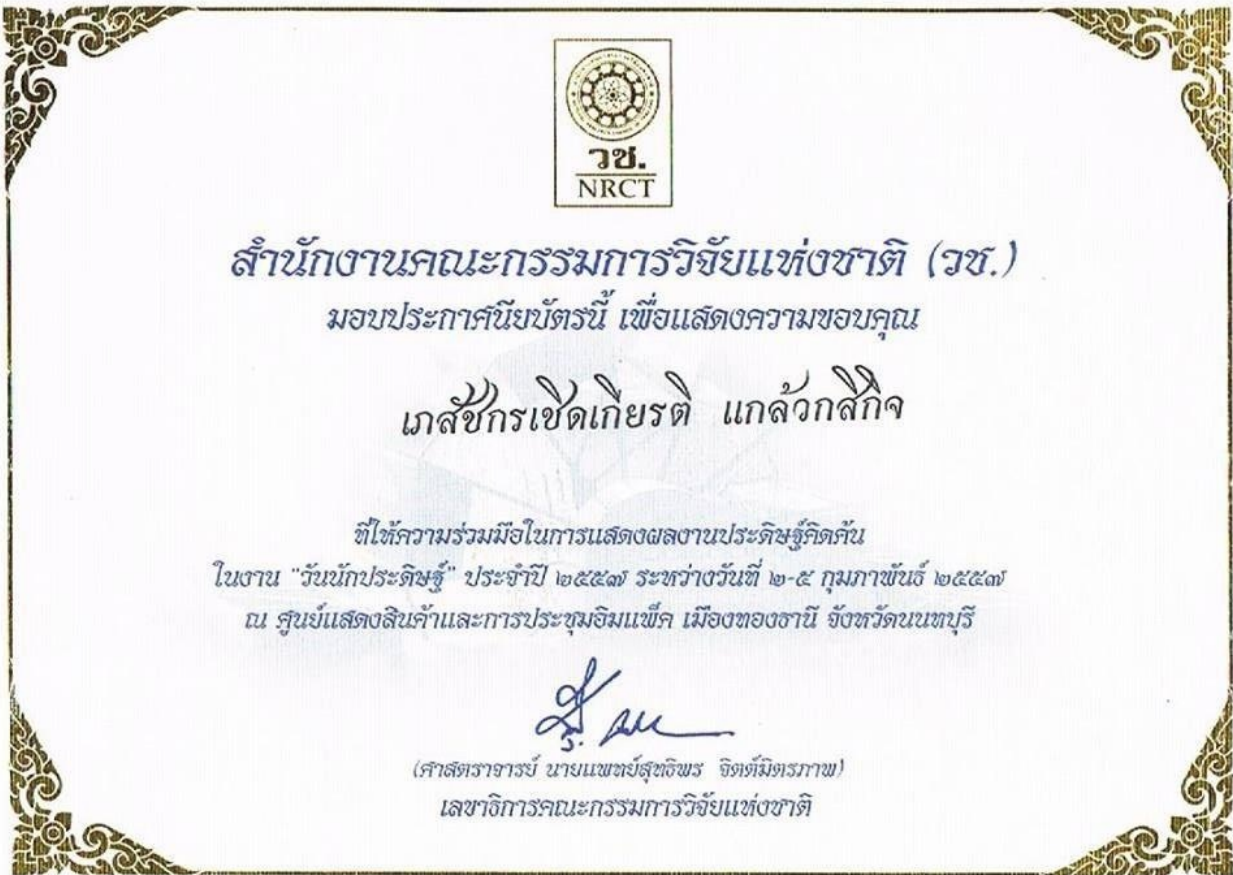 วช.
NRCT
สำนักงานคณะกรรมการวิจัยแห่งชาติ (วช.)
มอบประกาศนียบัตรนี้ เพื่อแสดงความขอบคุณ
เภสัชกรเชิดเกียรติ แกล้วกสิกิจ
ที่ให้ความร่วมมือในการแสดงผลงานประดิษฐ์คิดค้น
ในงาน "วันนักประดิษฐ์" ประจำปี ๒๕๕๗ ระหว่างวันที่ ๒-๕ กุมภาพันธ์ ๒๕๕๗
ณ ศูนย์แสดงสินค้าและการประชุมอิมแพ็ค เมืองทองธานี จังหวัดนนทบุรี
(ศาสตราจารย์ นายแพทย์สุทธิพร จิตต์มิตรภาพ)
เลขาธิการคณะกรรมการวิจัยแห่งชาติ